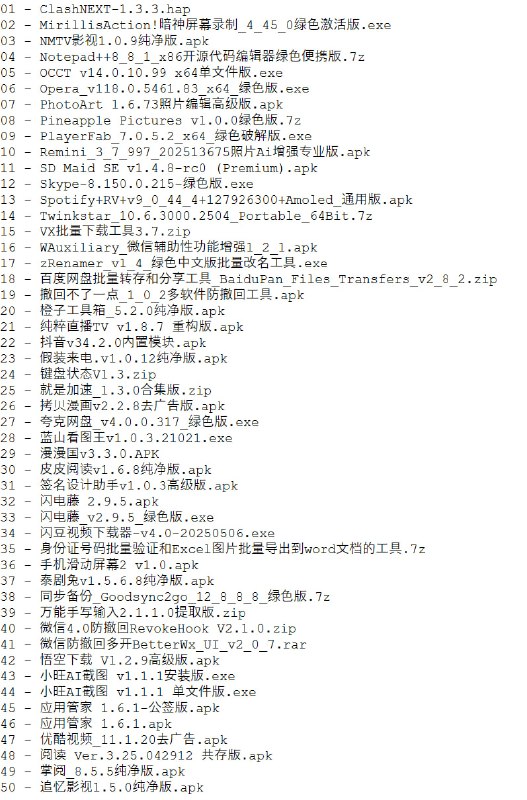 01 - ClashNEXT-1.3.3.hap
02 - MirillisAction!暗神屏幕录制_4_45_0绿色激活版.exe
03 - NMTV影视1.0.9纯净版.apk
04 - Notepad++8_8_1_x86开源代码编辑器绿色便携版.7z
05 - OCCT v14.0.10.99 x64单文件版.exe
06 - Opera_v118.0.5461.83_x64_绿色版.exe
07 - PhotoArt 1.6.73照片编辑高级版.apk
08 - Pineapple Pictures v1.0.0绿色版.7z
09 - PlayerFab_7.0.5.2_x64_绿色破解版.exe
10 - Remini_3_7_997_202513675照片Ai增强专业版.apk
11 - SD Maid SE v1.4.8-rc0 (Premium).apk
12 - Skype-8.150.0.215-绿色版.exe
13 - Spotify+RV+v9_0_44_4+127926300+Amoled_通用版.apk
14 - Twinkstar_10.6.3000.2504_Portable_64Bit.7z
15 - VX批量下载工具3.7.zip
16 - WAuxiliary_微信辅助性功能增强1_2_1.apk
17 - zRenamer_v1_4_绿色中文版批量改名工具.exe
18 - 百度网盘批量转存和分享工具_BaiduPan_Files_Transfers_v2_8_2.zip
19 - 撤回不了一点_1_0_2多软件防撤回工具.apk
20 - 橙子工具箱_5.2.0纯净版.apk
21 - 纯粹直播TV v1.8.7 重构版.apk
22 - 抖音v34.2.0内置模块.apk
23 - 假装来电.v1.0.12纯净版.apk
24 - 键盘状态V1.3.zip
25 - 就是加速_1.3.0合集版.zip
26 - 拷贝漫画v2.2.8去广告版.apk
27 - 夸克网盘_v4.0.0.317_绿色版.exe
28 - 蓝山看图王v1.0.3.21021.exe
29 - 漫漫国v3.3.0.APK
30 - 皮皮阅读v1.6.8纯净版.apk
31 - 签名设计助手v1.0.3高级版.apk
32 - 闪电藤 2.9.5.apk
33 - 闪电藤_v2.9.5_绿色版.exe
34 - 闪豆视频下载器-v4.0-20250506.exe
35 - 身份证号码批量验证和Excel图片批量导出到word文档的工具.7z
36 - 手机滑动屏幕2 v1.0.apk
37 - 泰剧兔v1.5.6.8纯净版.apk
38 - 同步备份_Goodsync2go_12_8_8_8_绿色版.7z
39 - 万能手写输入2.1.1.0提取版.zip
40 - 微信4.0防撤回RevokeHook V2.1.0.zip
41 - 微信防撤回多开BetterWx_UI_v2_0_7.rar
42 - 悟空下载 V1.2.9高级版.apk
43 - 小旺AI截图 v1.1.1安装版.exe
44 - 小旺AI截图 v1.1.1 单文件版.exe
45 - 应用管家 1.6.1-公签版.apk
46 - 应用管家 1.6.1.apk
47 - 优酷视频_11.1.20去广告.apk
48 - 阅读 Ver.3.25.042912 共存版.apk
49 - 掌阅_8.5.5纯净版.apk
50 - 追忆影视1.5.0纯净版.apk